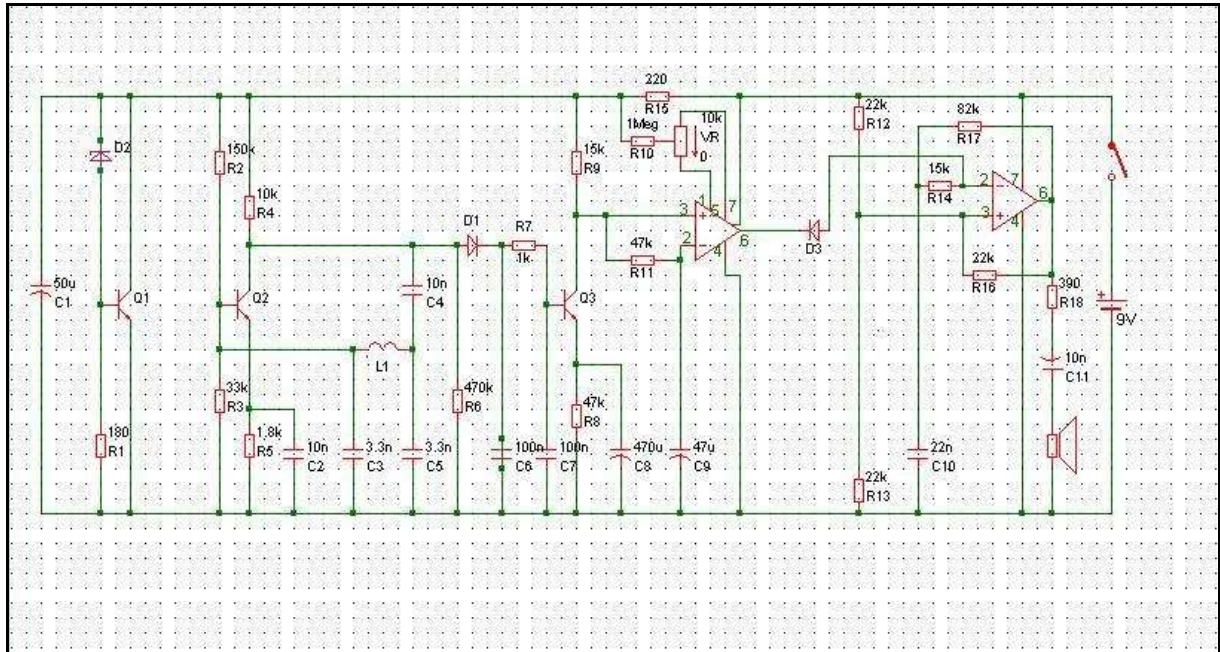 220
R15
1Meg
R10
10k
VR
0
22k
R12
82k
R17
D2
150k
R2
10k
R4
15k
R9
15k
R14
1
5
7
3
2
4
6
2
7
3
4
6
D1
R7
1k
47k
R11
D3
22k
R16
50u
C1
Q1
Q2
10n
C4
Q3
390
R18
9V
L1
10n
C11
33k
R3
470k
R6
47k
R8
180
R1
1.8k
R5
10n
C2
3.3n
C3
3.3n
C5
100n
C6
100n
C7
470u
C8
47u
C9
22k
R13
22n
C10